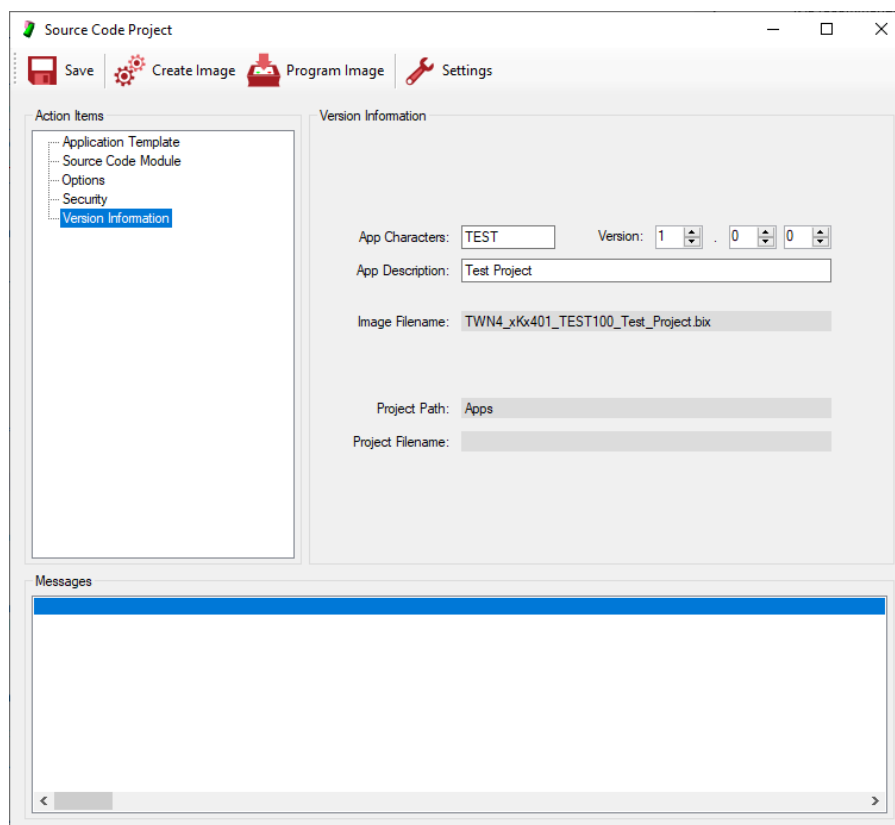 Source Code Project
Save Create Image Program Image Settings
Action Items
Application Template
Source Code Module
Options
Security
Version Information
Version Information
App Characters: TEST Version: 1 . 0 0
App Description: Test Project
Image Filename: TWN4_xKx401_TEST100_Test_Project.bix
Project Path: Apps
Project Filename:
Messages